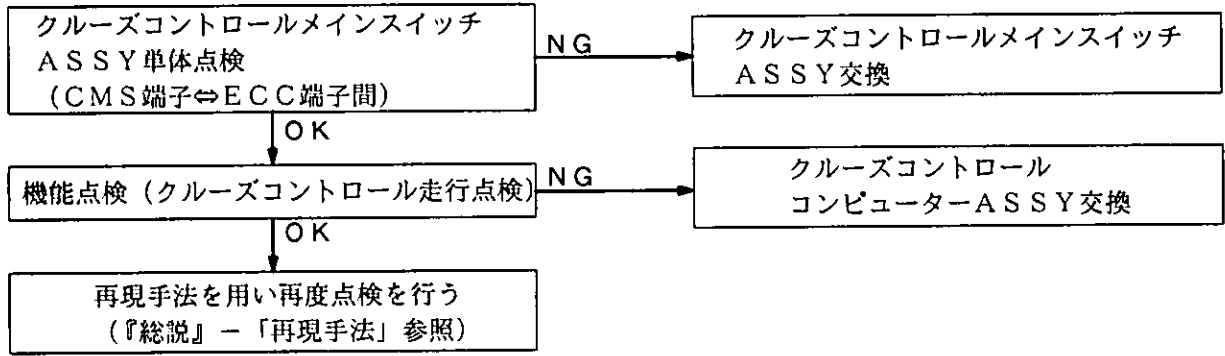 クルーズコントロールメインスイッチ
ＡＳＳＹ単体点検
（ＣＭＳ端子⇔ＥＣＣ端子間）
ＮＧ
クルーズコントロールメインスイッチ
ＡＳＳＹ交換
ＯＫ
機能点検（クルーズコントロール走行点検）
ＮＧ
クルーズコントロール
コンピューターＡＳＳＹ交換
ＯＫ
再現手法を用い再度点検を行う
（『総説』－「再現手法」参照）